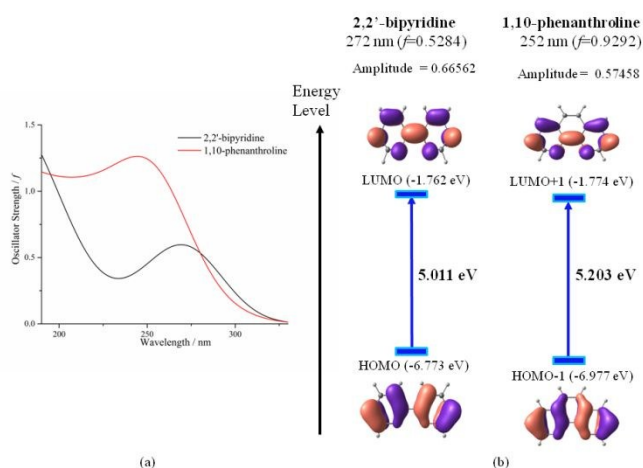 2,2’-bipyridine
272 nm (f=0.5284)
Amplitude = 0.66562
1,10-phenanthroline
252 nm (f=0.9292)
Amplitude = 0.57458
Energy
Level
1.5
1.0
0.5
0.0
Oscillator Strength / f
2,2'-bipyridine
1,10-phenanthroline
200
250
300
Wavelength / nm
LUMO (-1.762 eV)
LUMO+1 (-1.774 eV)
5.011 eV
5.203 eV
HOMO (-6.773 eV)
HOMO-1 (-6.977 eV)
(a)
(b)